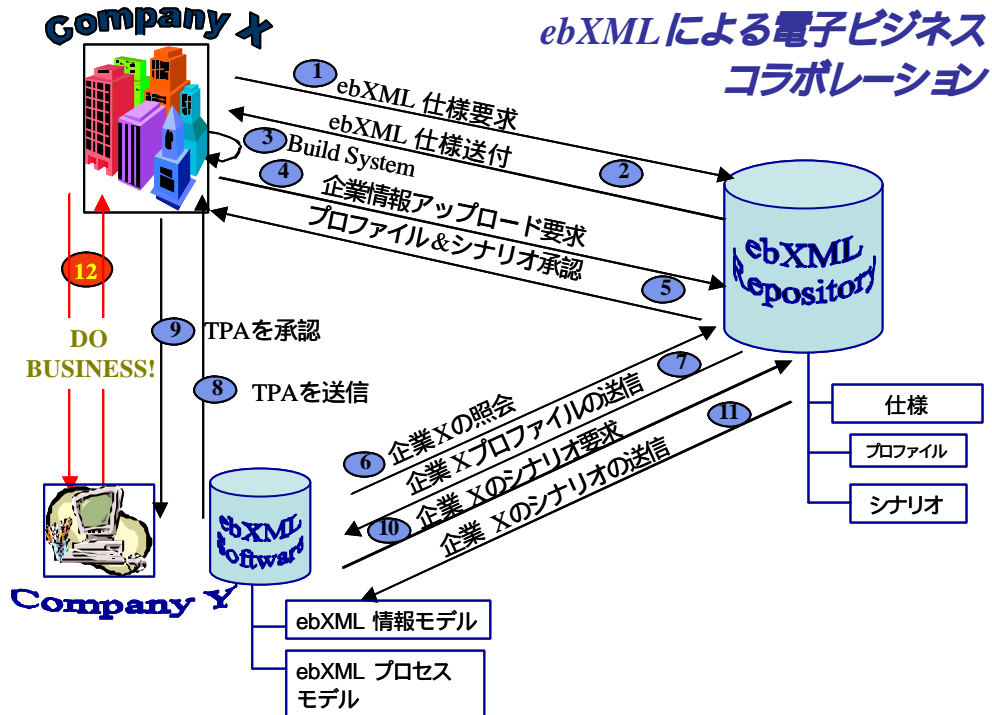 Company X
ebXMLによる電子ビジネス
コラボレーション
1
ebXML 仕様要求
ebXML 仕様送付
2
3
Build System
4
企業情報アップロード要求
プロファイル&シナリオ承認
5
ebXML
Repository
12
DO
BUSINESS!
9
TPAを承認
8
TPAを送信
6
企業Xの照会
7
企業Xプロファイルの送信
10
企業 Xのシナリオ要求
11
企業 Xのシナリオの送信
仕様
プロファイル
シナリオ
ebXML
Software
Company Y
ebXML 情報モデル
ebXML プロセス
モデル